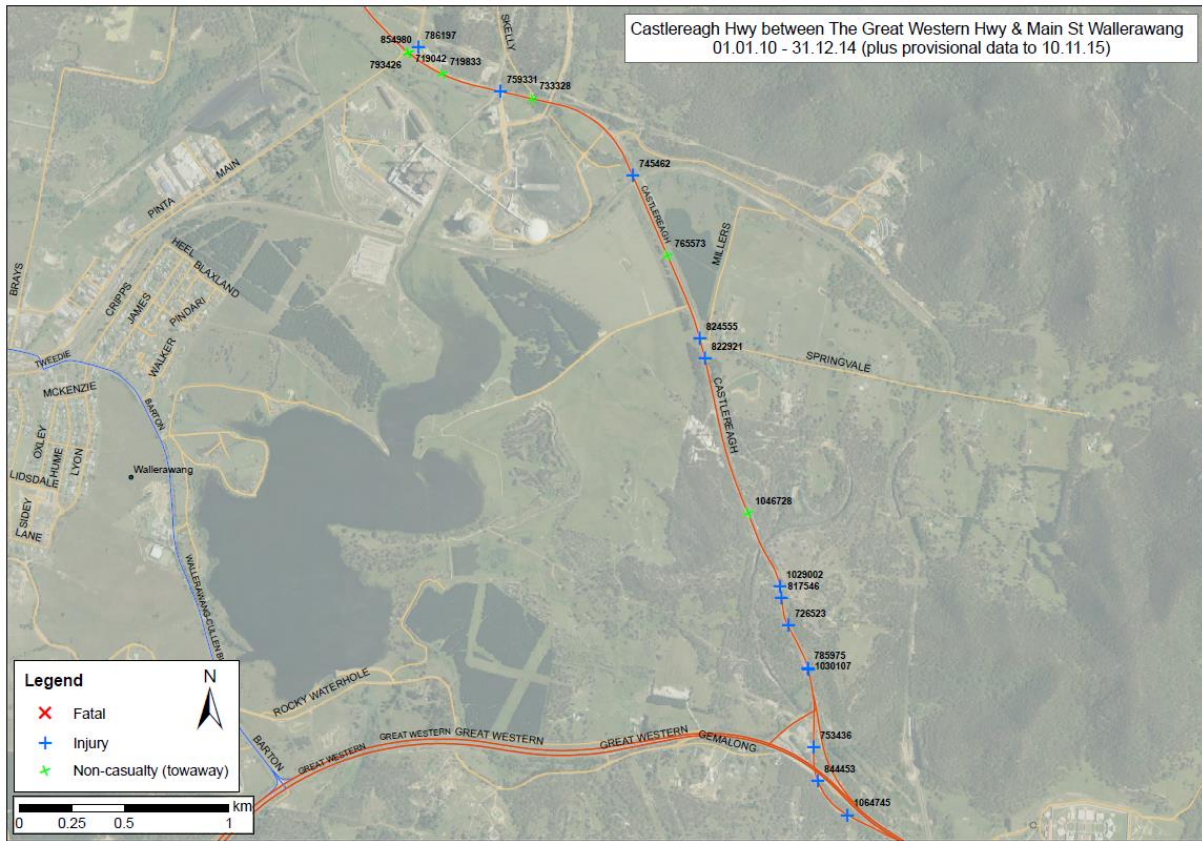 Castlereagh Hwy between The Great Western Hwy & Main St Wallerawang
01.01.10 - 31.12.14 (plus provisional data to 10.11.15)
SKELLY
786197
854980
719042
719833
793426
759331
733328
745462
CASTLEREAGH
765573
MILLERS
824555
822921
SPRINGVALE
CASTLEREAGH
1046728
1029002
817546
726523
785975
1030107
753436
844453
1064745
MAIN
PINTA
BRAYS
HEEL
BLAXLAND
CRIPPS
JAMES
PINDARI
WALKER
TWEEDIE
MCKENZIE
BARTON
OXLEY
HUME
LYON
LIDSDALE
Wallerawang
SIDEY
LANE
WALLERAWANG-CULLEN
ROCKY WATERHOLE
BARTON
GREAT WESTERN
GREAT WESTERN
GREAT WESTERN
GREAT WESTERN
GEMALONG
Legend
N
Fatal
Injury
Non-casualty (towaway)
km
0 0.25 0.5 1